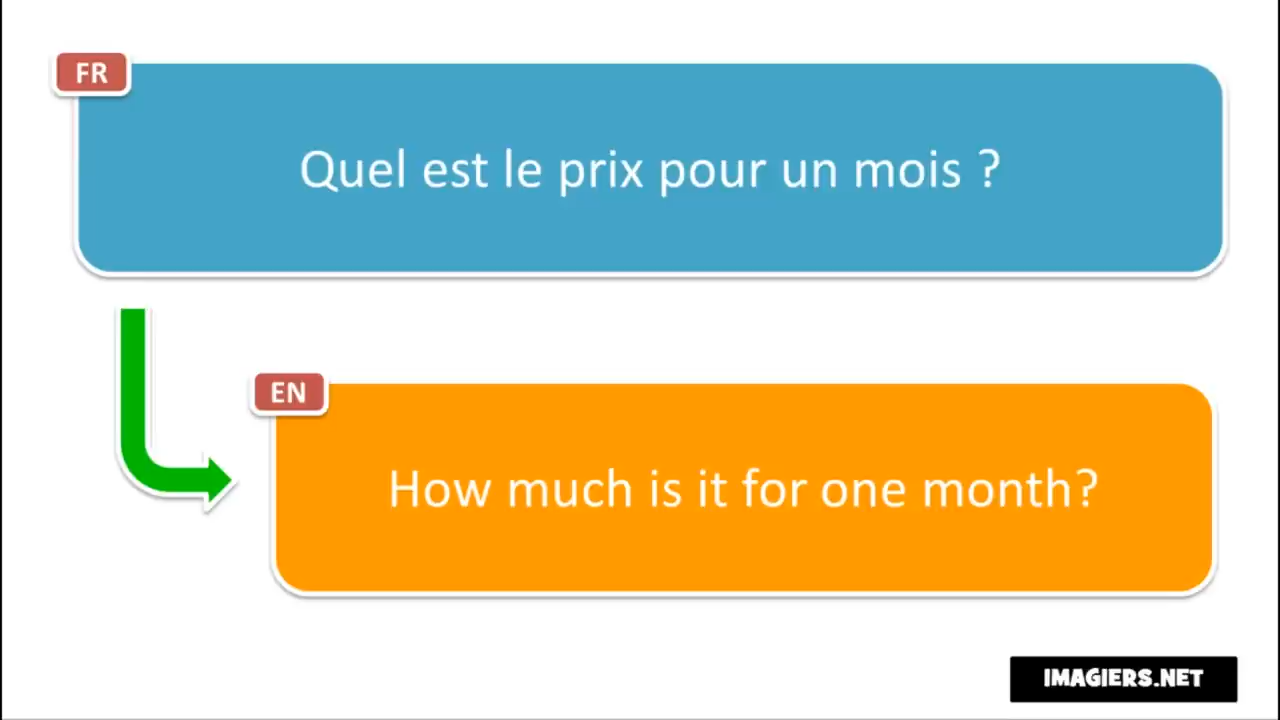 FR
Quel est le prix pour un mois ?
EN
How much is it for one month?
IMAGIERS.NET